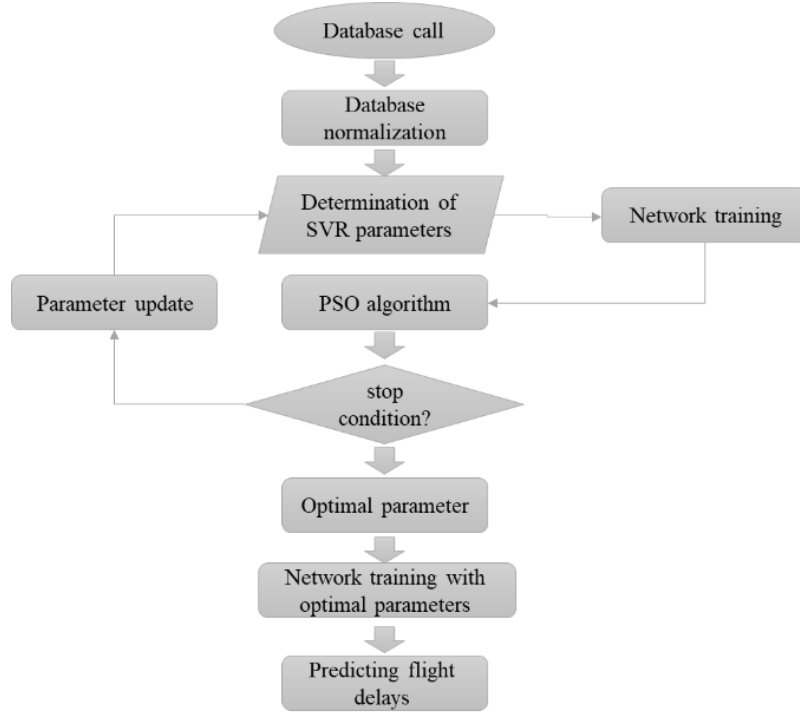 Database call
Database
normalization
Determination of
SVR parameters
Network training
Parameter update
PSO algorithm
stop
condition?
Optimal parameter
Network training with
optimal parameters
Predicting flight
delays